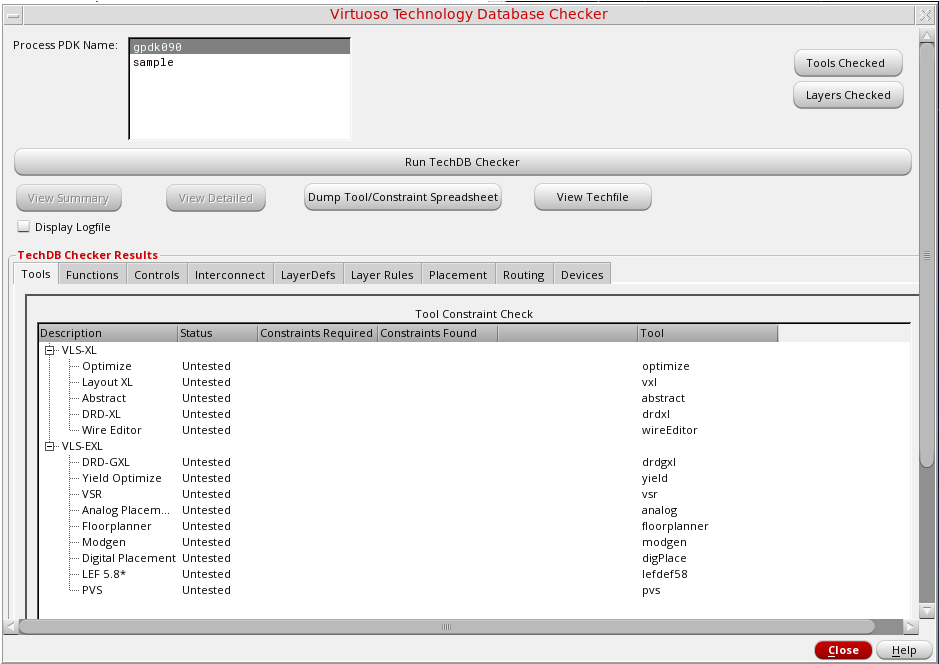 Virtuoso Technology Database Checker
Process PDK Name:
gpdk090
sample
Tools Checked
Layers Checked
Run TechDB Checker
View Summary View Detailed Dump Tool/Constraint Spreadsheet View Techfile
Display Logfile
TechDB Checker Results
Tools Functions Controls Interconnect LayerDefs Layer Rules Placement Routing Devices
Tool Constraint Check
Description Status Constraints Required Constraints Found Tool
VLS-XL
Optimize Untested optimize
Layout XL Untested vxl
Abstract Untested abstract
DRD-XL Untested drdxl
Wire Editor Untested wireEditor
VLS-EXL
DRD-GXL Untested drdgxl
Yield Optimize Untested yield
VSR Untested vsr
Analog Placem... Untested analog
Floorplanner Untested floorplanner
Modgen Untested modgen
Digital Placement Untested digPlace
LEF 5.8* Untested lefdef58
PVS Untested pvs
Close Help